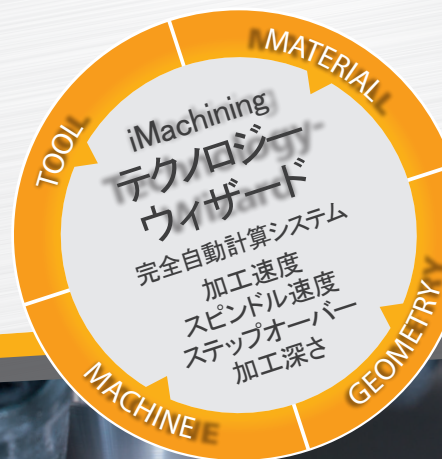 MATERIAL
TOOL
iMachining
テクノロジー
ウィザード
完全自動計算システム
加工速度
スピンドル速度
ステップオーバー
加工深さ
GEOMETRY
MACHINE